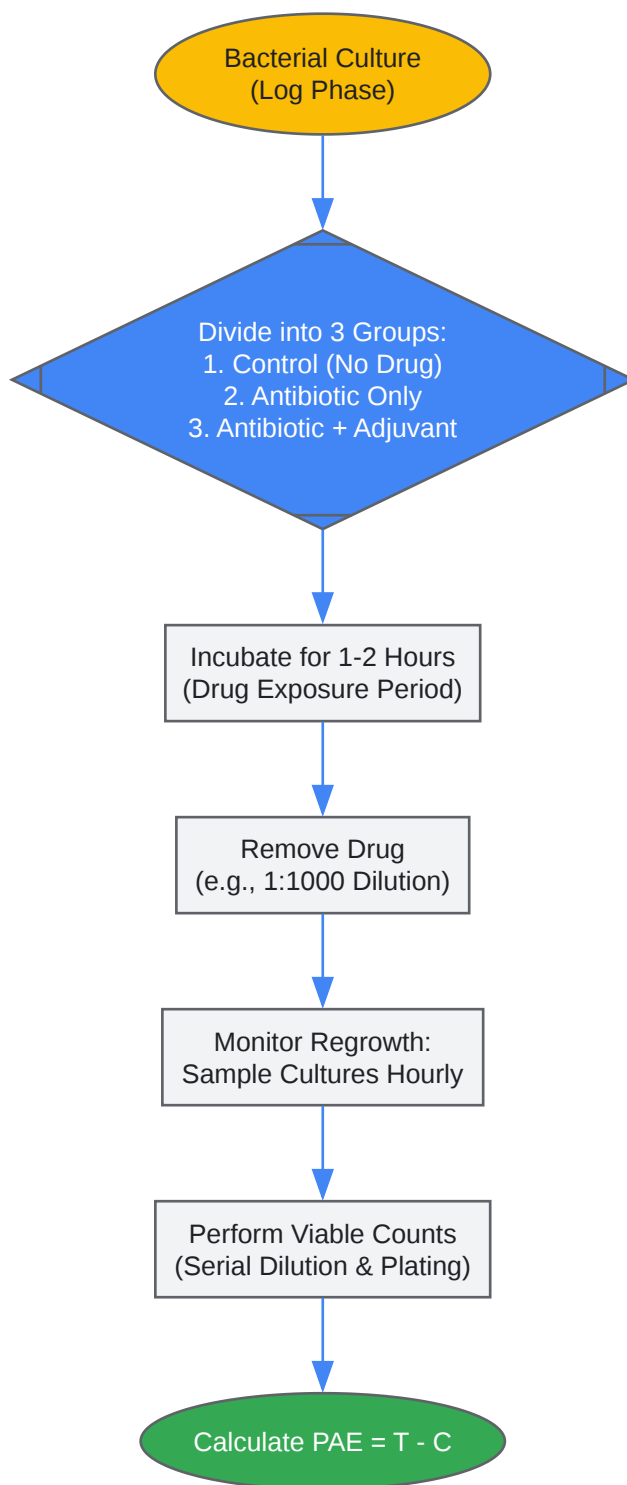 Bacterial Culture
(Log Phase)
Divide into 3 Groups:
1. Control (No Drug)
2. Antibiotic Only
3. Antibiotic + Adjuvant
Incubate for 1-2 Hours
(Drug Exposure Period)
Remove Drug
(e.g., 1:1000 Dilution)
Monitor Regrowth:
Sample Cultures Hourly
Perform Viable Counts
(Serial Dilution & Plating)
Calculate PAE = T - C